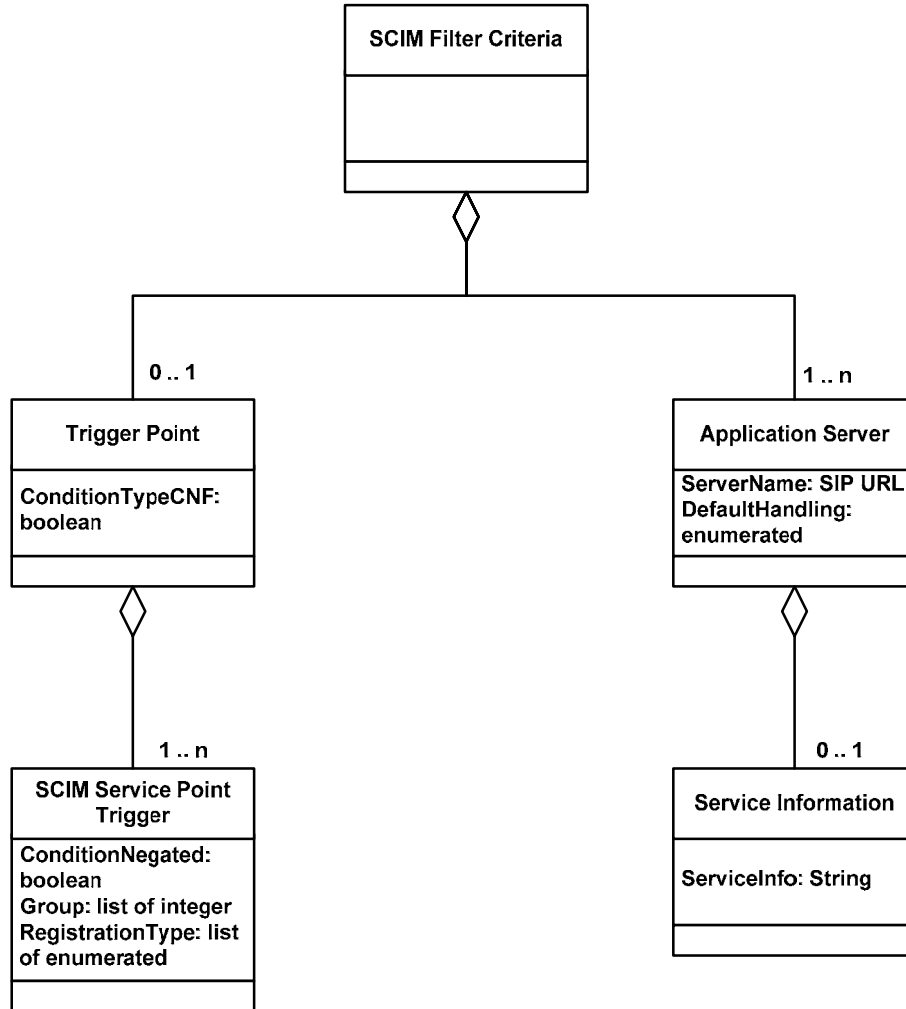 SCIM Filter Criteria
0 .. 1
1 .. n
Trigger Point
ConditionTypeCNF:
boolean
Application Server
ServerName: SIP URL
DefaultHandling:
enumerated
1 .. n
0 .. 1
SCIM Service Point
Trigger
ConditionNegated:
boolean
Group: list of integer
RegistrationType: list
of enumerated
Service Information
ServiceInfo: String